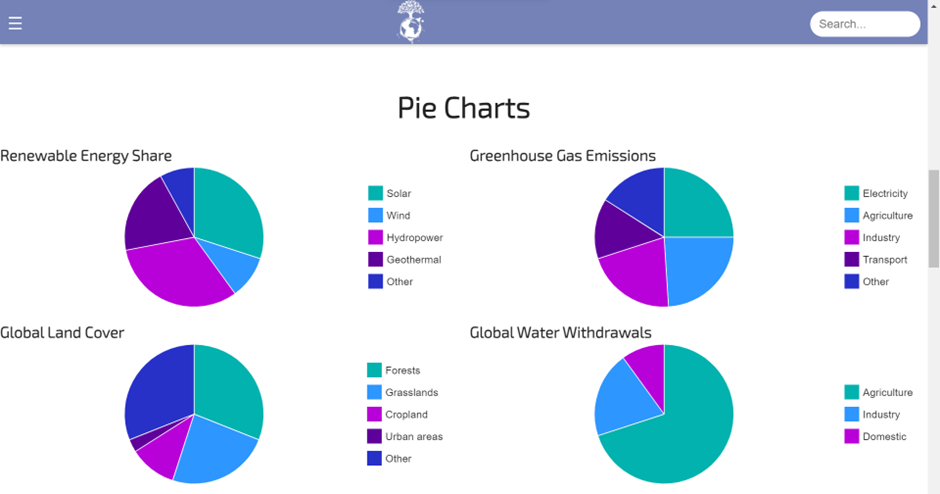 Search...
Pie Charts
Renewable Energy Share
Solar
Wind
Hydropower
Geothermal
Other
Greenhouse Gas Emissions
Electricity
Agriculture
Industry
Transport
Other
Global Land Cover
Forests
Grasslands
Cropland
Urban areas
Other
Global Water Withdrawals
Agriculture
Industry
Domestic